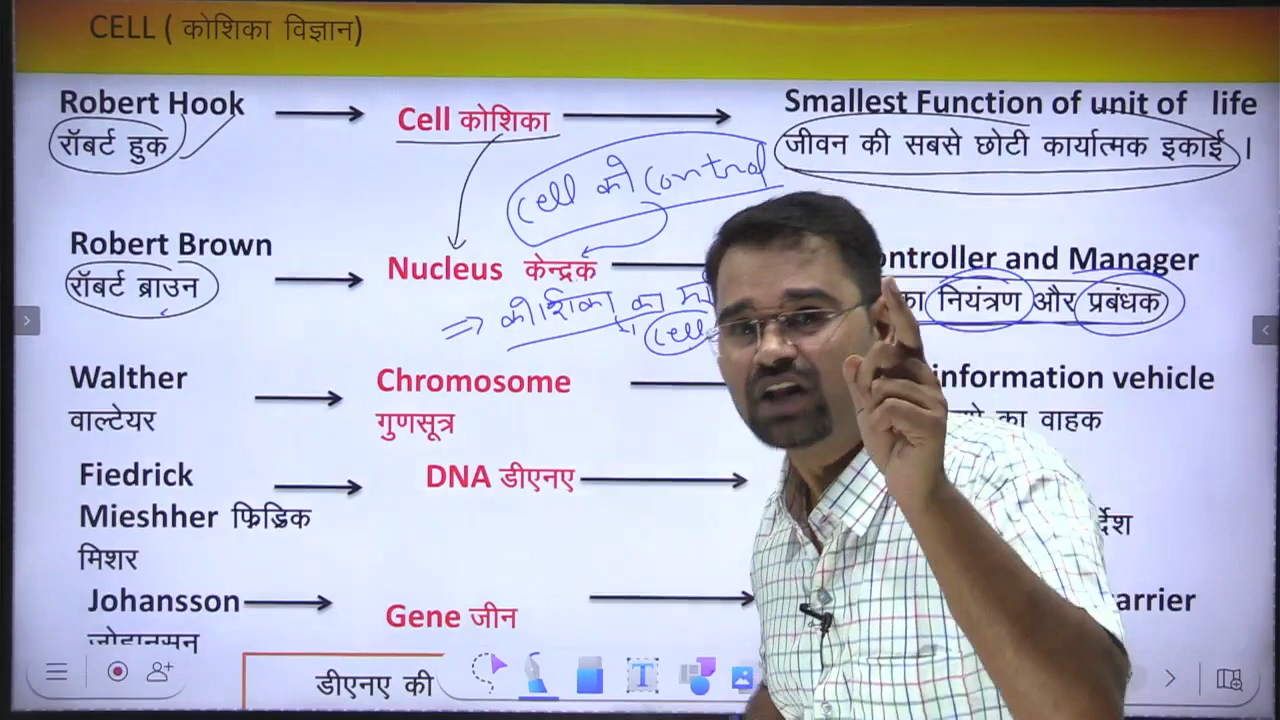 CELL ( कोशिका विज्ञान)
Robert Hook
रॉबर्ट हुक
Cell कोशिका
Smallest Function of unit of life
जीवन की सबसे छोटी कार्यात्मक इकाई ।
Cell को Control
Robert Brown
रॉबर्ट ब्राउन
Nucleus केन्द्रक
ontroller and Manager
का नियंत्रण और प्रबंधक
⇒ कोशिका का
Cell
Walther
वाल्टेयर
Chromosome
गुणसूत्र
information vehicle
का वाहक
Fiedrick
Mieshher फ्रिड्रिक
मिशर
DNA डीएनए
र्देश
Johansson
जोहानसन
Gene जीन
arrier
डीएनए की
T